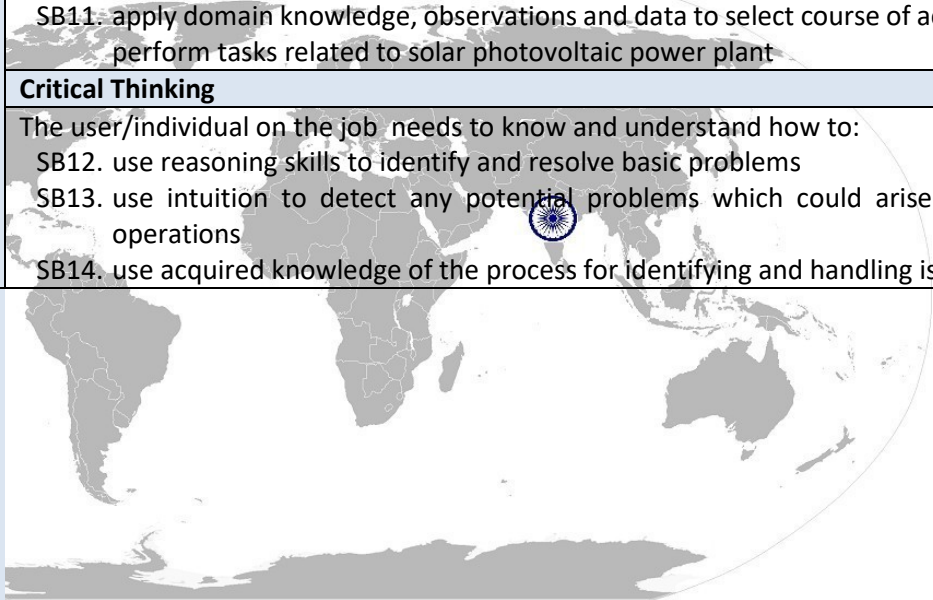 SB11. apply domain knowledge, observations and data to select course of
perform tasks related to solar photovoltaic power plant
Critical Thinking
The user/individual on the job needs to know and understand how to:
SB12. use reasoning skills to identify and resolve basic problems
SB13. use intuition to detect any potential problems which could arise
operations
SB14. use acquired knowledge of the process for identifying and handling